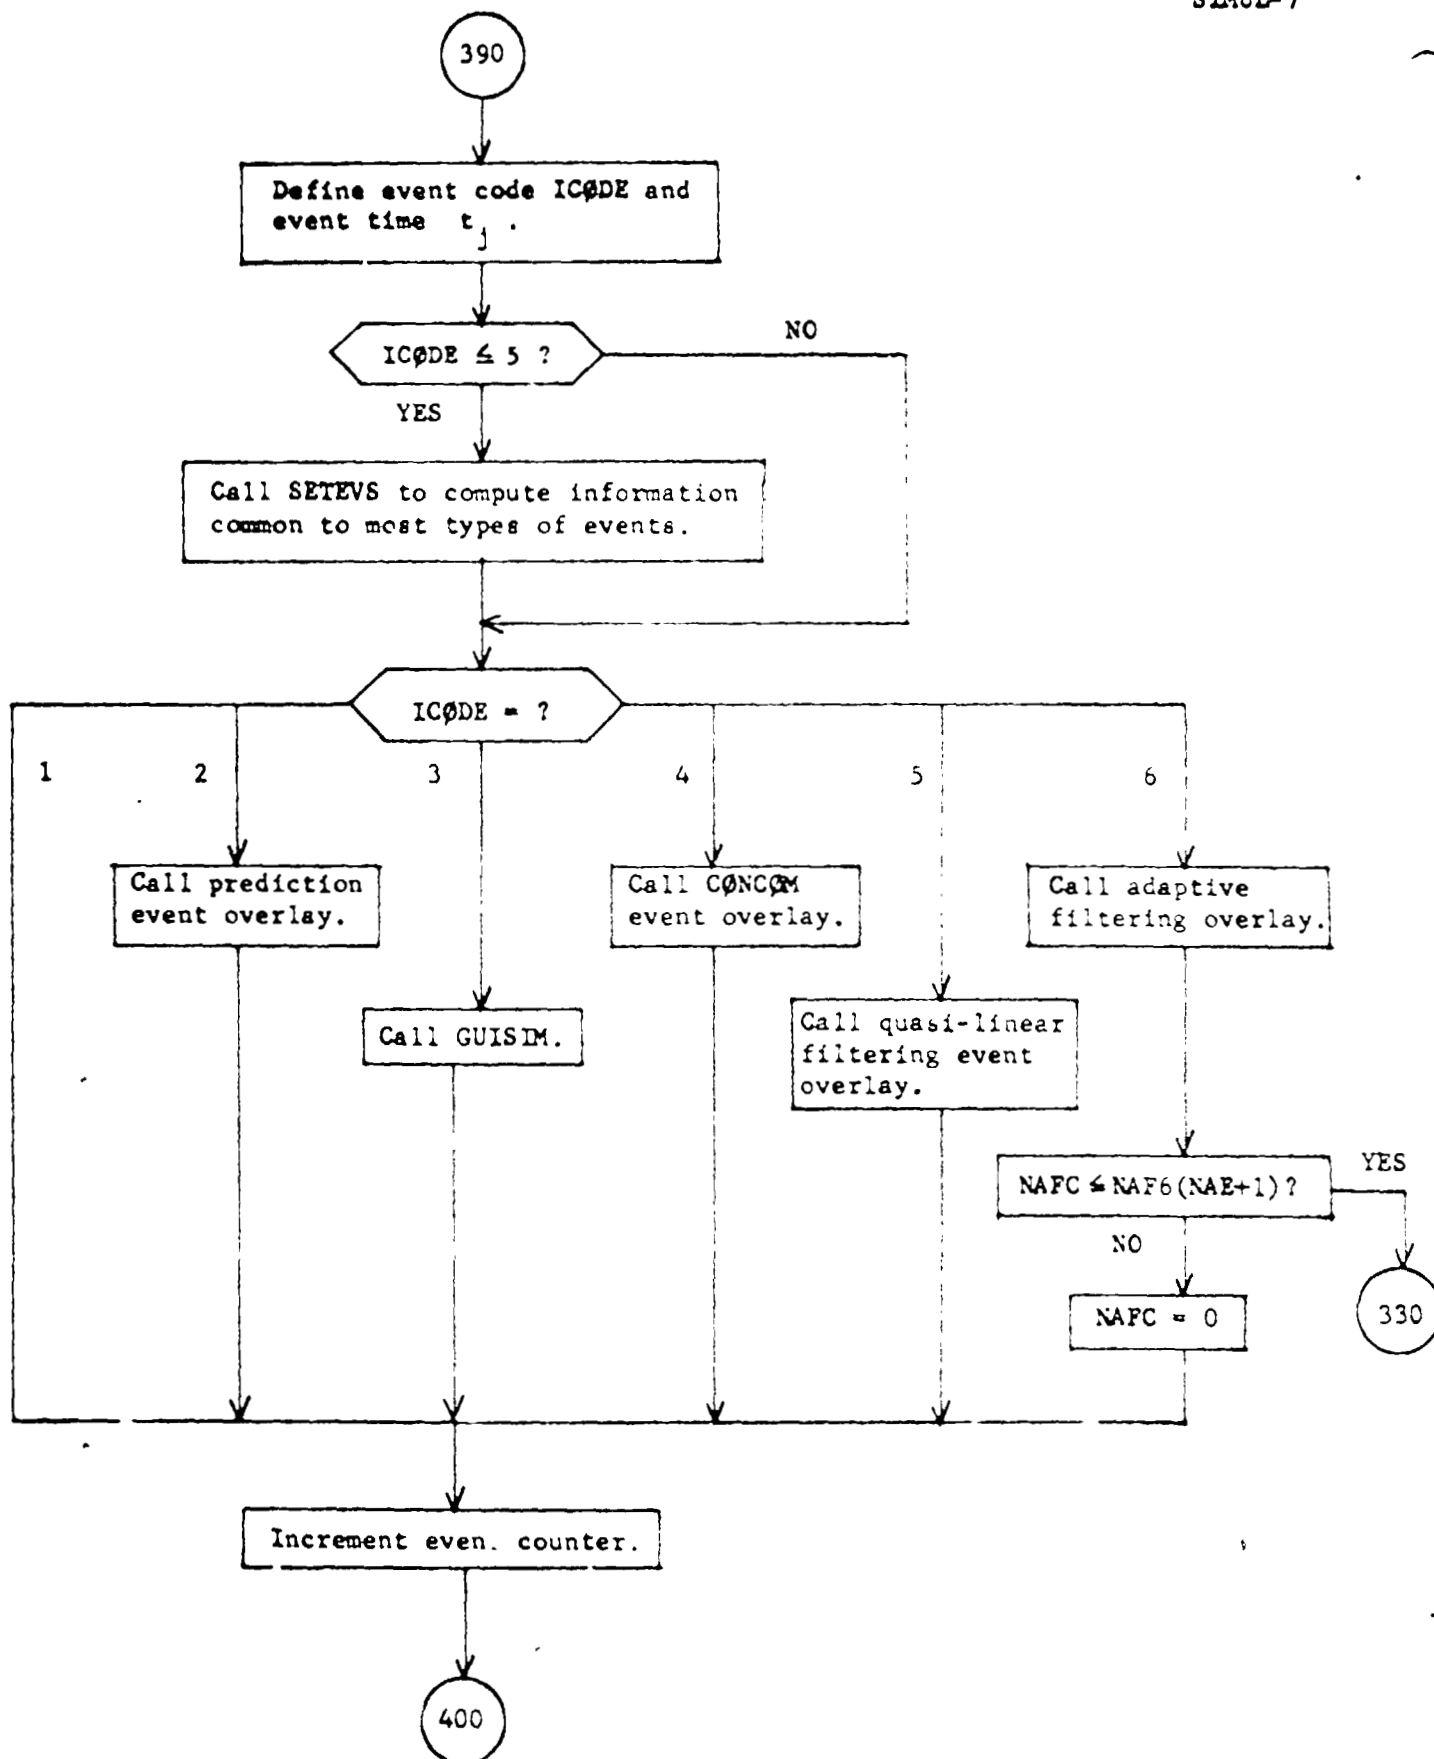 390
Define event code ICØDE and
event time t j .
ICØDE ≤ 5 ?
NO
YES
Call SETEVS to compute information
common to most types of events.
ICØDE = ?
1
2
3
4
5
6
Call prediction
event overlay.
Call CØNCØM
event overlay.
Call adaptive
filtering overlay.
Call GUISIM.
Call quasi-linear
filtering event
overlay.
NAFC ≤ NAF6(NAE+1)?
YES
NO
NAFC = 0
330
Increment even. counter.
400